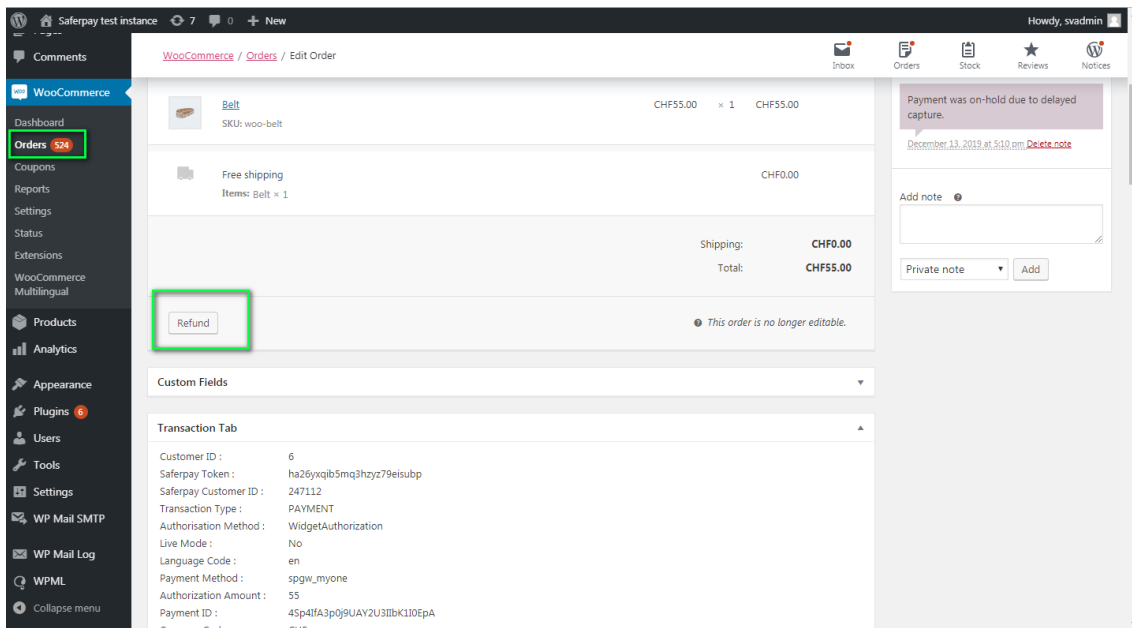 Saferpay test instance 7 0 + New Howdy, svadmin
Comments
WooCommerce
Dashboard
Orders 524
Coupons
Reports
Settings
Status
Extensions
WooCommerce
Multilingual
Products
Analytics
Appearance
Plugins 6
Users
Tools
Settings
WP Mail SMTP
WP Mail Log
WPML
Collapse menu
WooCommerce / Orders / Edit Order
Inbox
Orders
Stock
Reviews
Notices
Belt CHF55.00 × 1 CHF55.00
SKU: woo-belt
Free shipping CHF0.00
Items: Belt × 1
Shipping: CHF0.00
Total: CHF55.00
Refund
This order is no longer editable.
Custom Fields
Transaction Tab
Customer ID : 6
Saferpay Token : ha26yxqib5mq3hzyz79eisubp
Saferpay Customer ID : 247112
Transaction Type : PAYMENT
Authorisation Method : WidgetAuthorization
Live Mode : No
Language Code : en
Payment Method : spgw_myone
Authorization Amount : 55
Payment ID : 4Sp4IfA3p0j9UAY2U3IIbK1I0EpA
Payment was on-hold due to delayed
capture.
December 13, 2019 at 5:10 pm Delete note
Add note
Private note
Add